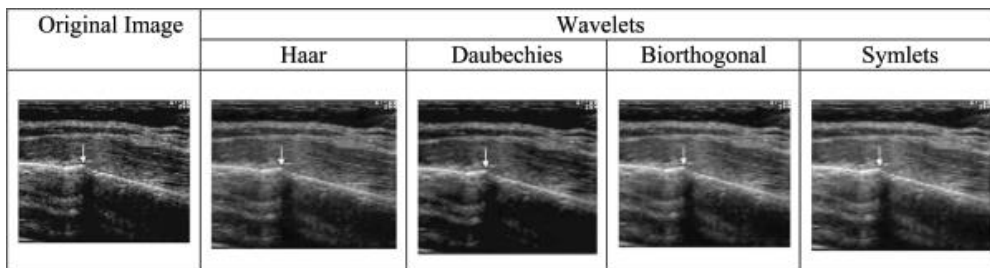 Original Image
Wavelets
Haar
Daubechies
Biorthogonal
Symlets